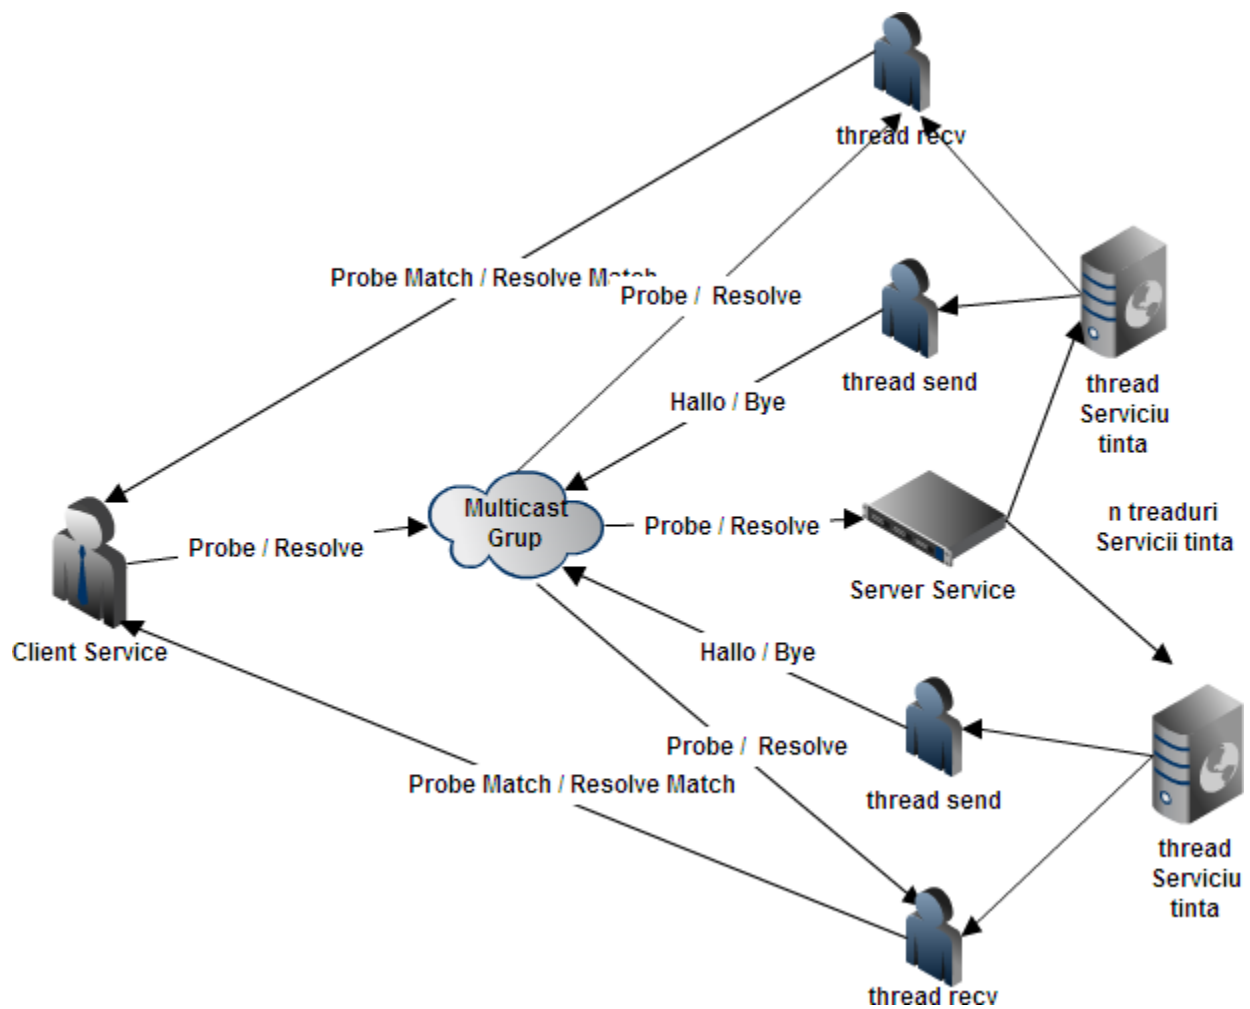 thread recv
Probe Match / Resolve Match
Probe / Resolve
thread send
thread
Serviciu
tinta
Hallo / Bye
Multicast
Grup
Probe / Resolve
Probe / Resolve
n treaduri
Servicii tinta
Server Service
Client Service
Hallo / Bye
Probe / Resolve
Probe Match / Resolve Match
thread send
thread
Serviciu
tinta
thread recv